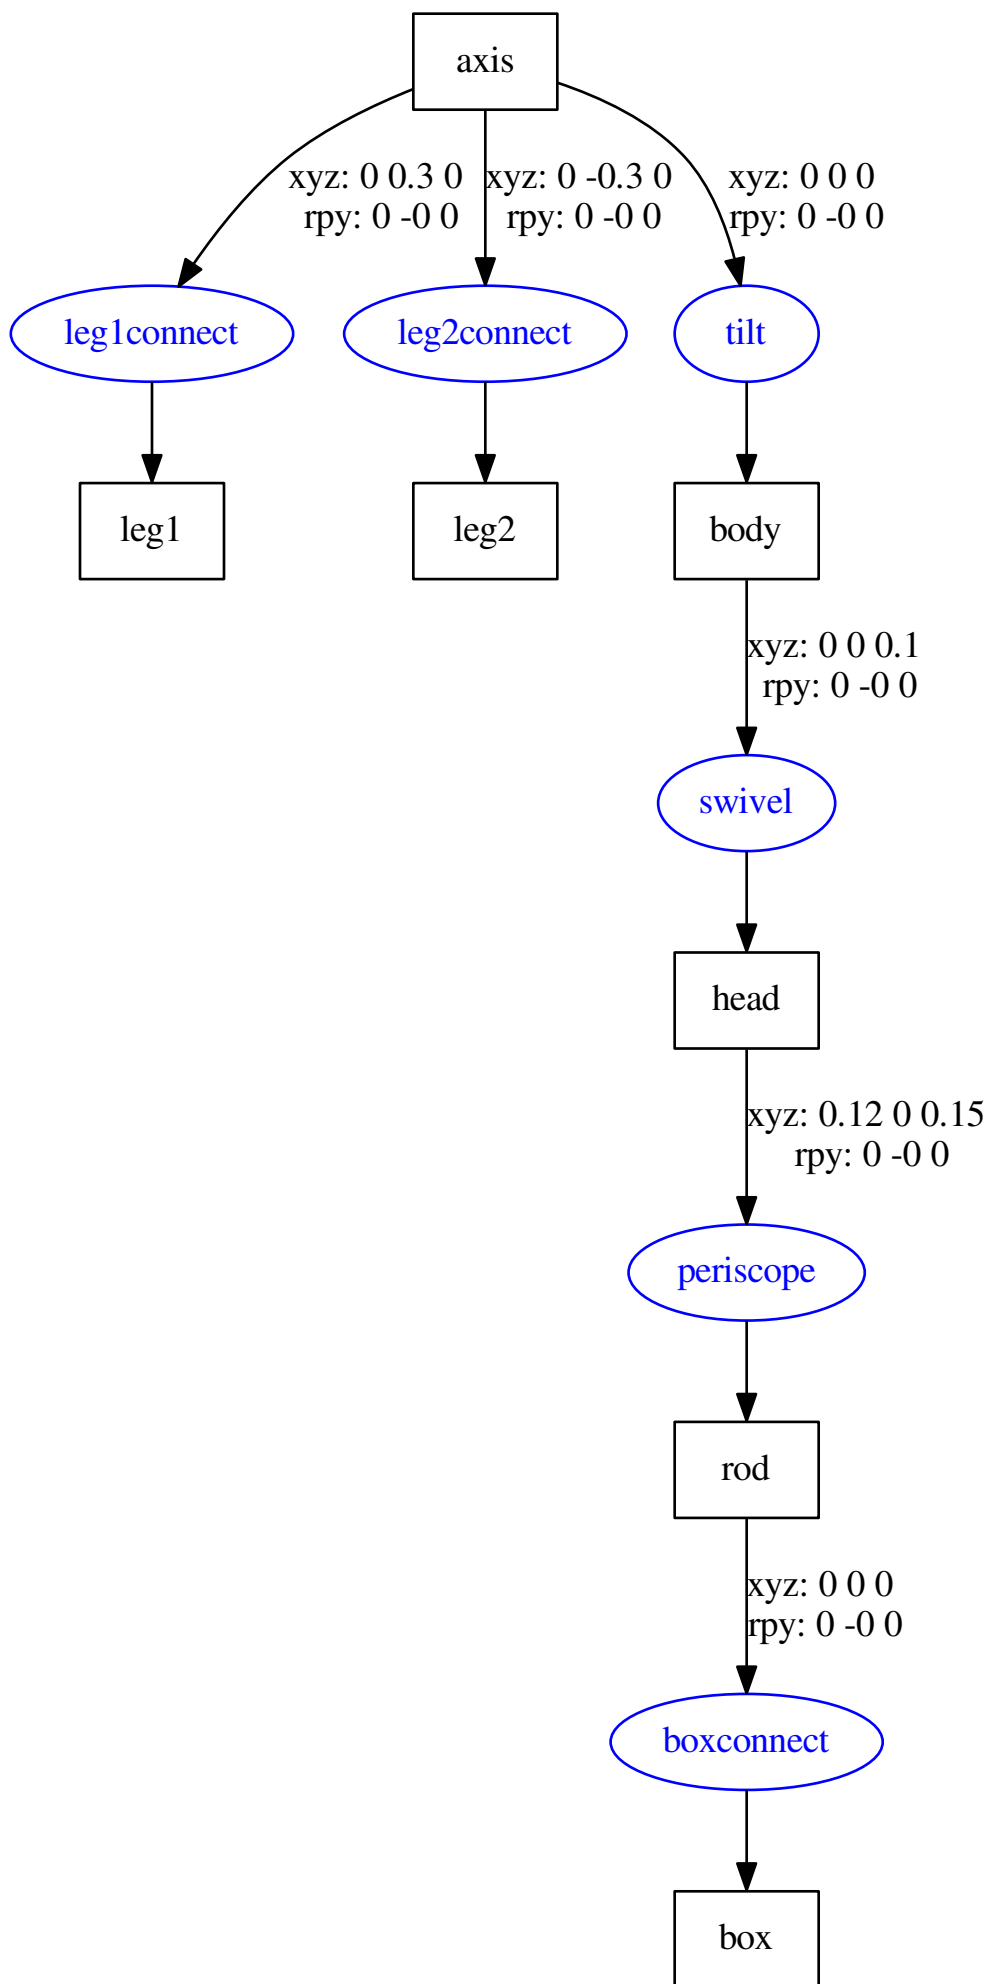 axis
xyz: 0 0.3 0
rpy: 0 -0 0
xyz: 0 -0.3 0
rpy: 0 -0 0
xyz: 0 0 0
rpy: 0 -0 0
leg1connect
leg2connect
tilt
leg1
leg2
body
xyz: 0 0 0.1
rpy: 0 -0 0
swivel
head
xyz: 0.12 0 0.15
rpy: 0 -0 0
periscope
rod
xyz: 0 0 0
rpy: 0 -0 0
boxconnect
box